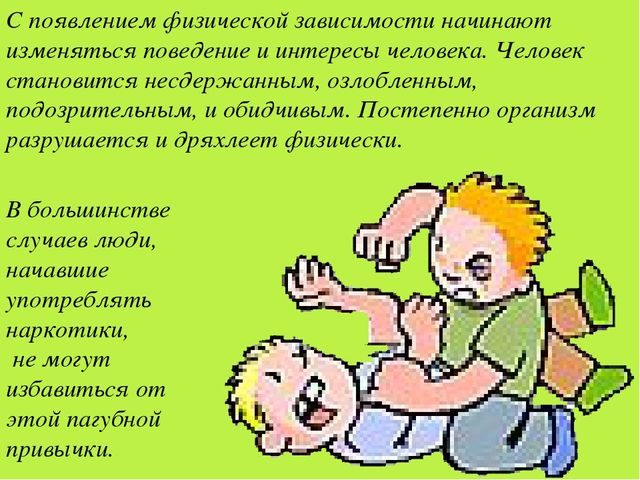 С появлением физической зависимости начинают
изменяться поведение и интересы человека. Человек
становится несдержанным, озлобленным,
подозрительным, и обидчивым. Постепенно организм
разрушается и дряхлеет физически.
В большинстве
случаев люди,
начавшие
употреблять
наркотики,
не могут
избавиться от
этой пагубной
привычки.